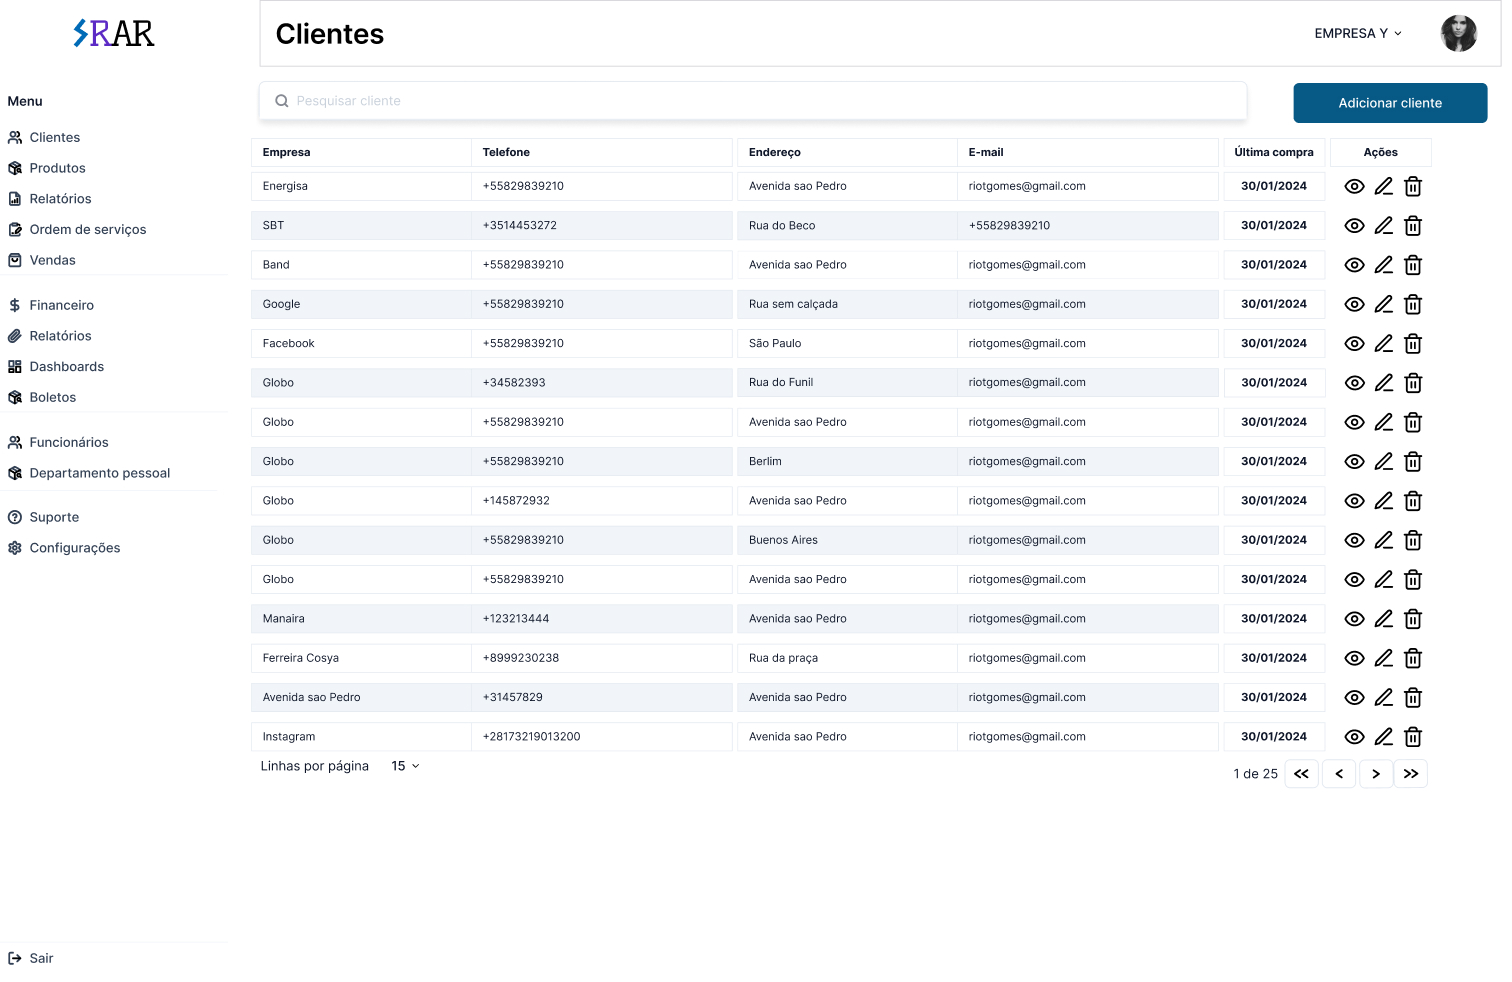 SRAR
Clientes
EMPRESA Y
Menu
Clientes
Produtos
Relatórios
Ordem de serviços
Vendas
Financeiro
Relatórios
Dashboards
Boletos
Funcionários
Departamento pessoal
Suporte
Configurações
Sair
Pesquisar cliente
Adicionar cliente
Empresa Telefone Endereço E-mail Última compra Ações
Energisa +55829839210 Avenida sao Pedro riotgomes@gmail.com 30/01/2024
SBT +3514453272 Rua do Beco +55829839210 30/01/2024
Band +55829839210 Avenida sao Pedro riotgomes@gmail.com 30/01/2024
Google +55829839210 Rua sem calçada riotgomes@gmail.com 30/01/2024
Facebook +55829839210 São Paulo riotgomes@gmail.com 30/01/2024
Globo +34582393 Rua do Funil riotgomes@gmail.com 30/01/2024
Globo +55829839210 Avenida sao Pedro riotgomes@gmail.com 30/01/2024
Globo +55829839210 Berlim riotgomes@gmail.com 30/01/2024
Globo +145872932 Avenida sao Pedro riotgomes@gmail.com 30/01/2024
Globo +55829839210 Buenos Aires riotgomes@gmail.com 30/01/2024
Globo +55829839210 Avenida sao Pedro riotgomes@gmail.com 30/01/2024
Manaira +123213444 Avenida sao Pedro riotgomes@gmail.com 30/01/2024
Ferreira Cosya +8999230238 Rua da praça riotgomes@gmail.com 30/01/2024
Avenida sao Pedro +31457829 Avenida sao Pedro riotgomes@gmail.com 30/01/2024
Instagram +28173219013200 Avenida sao Pedro riotgomes@gmail.com 30/01/2024
Linhas por página 15
1 de 25 << < > >>